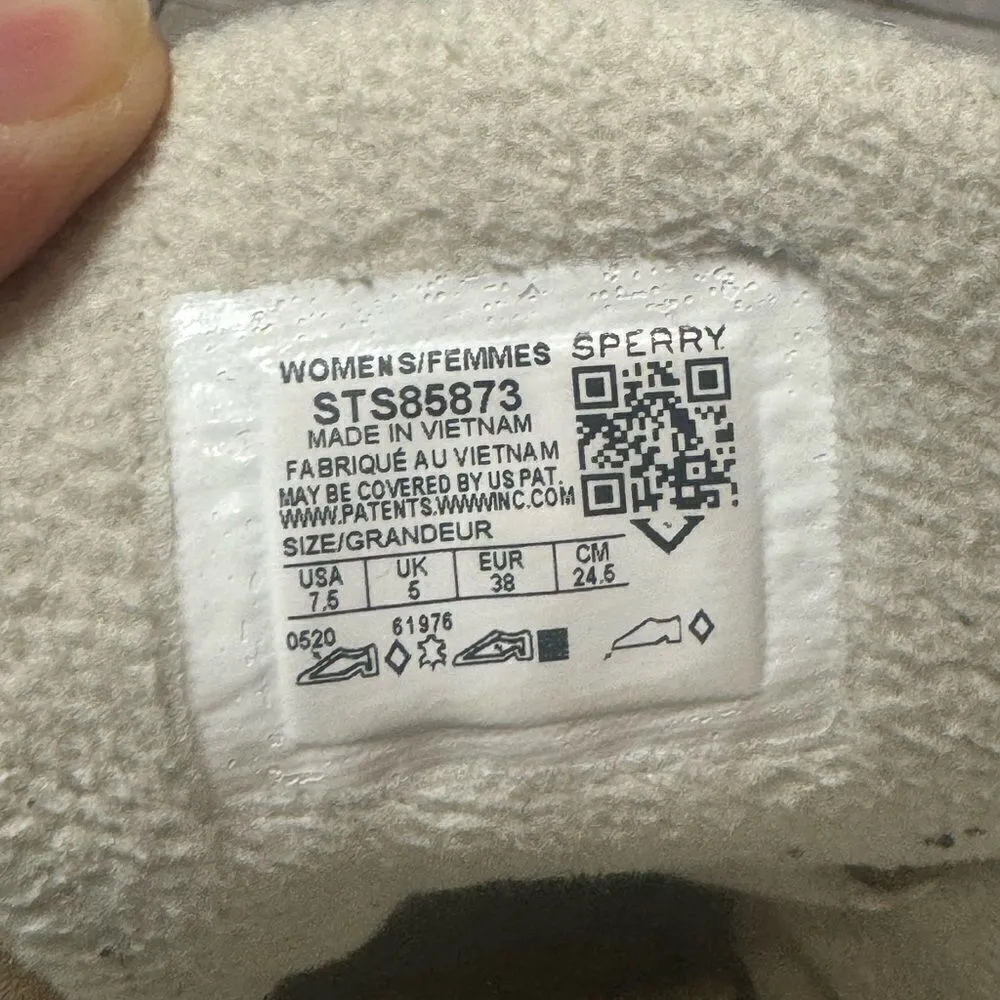 WOMENS/FEMMES SPERRY
STS85873
MADE IN VIETNAM
FABRIQUÉ AU VIETNAM
MAY BE COVERED BY US PAT.
WWW.PATENTS.WWWINC.COM
SIZE/GRANDEUR
USA UK EUR CM
7.5 5 38 24.5
0520 61976